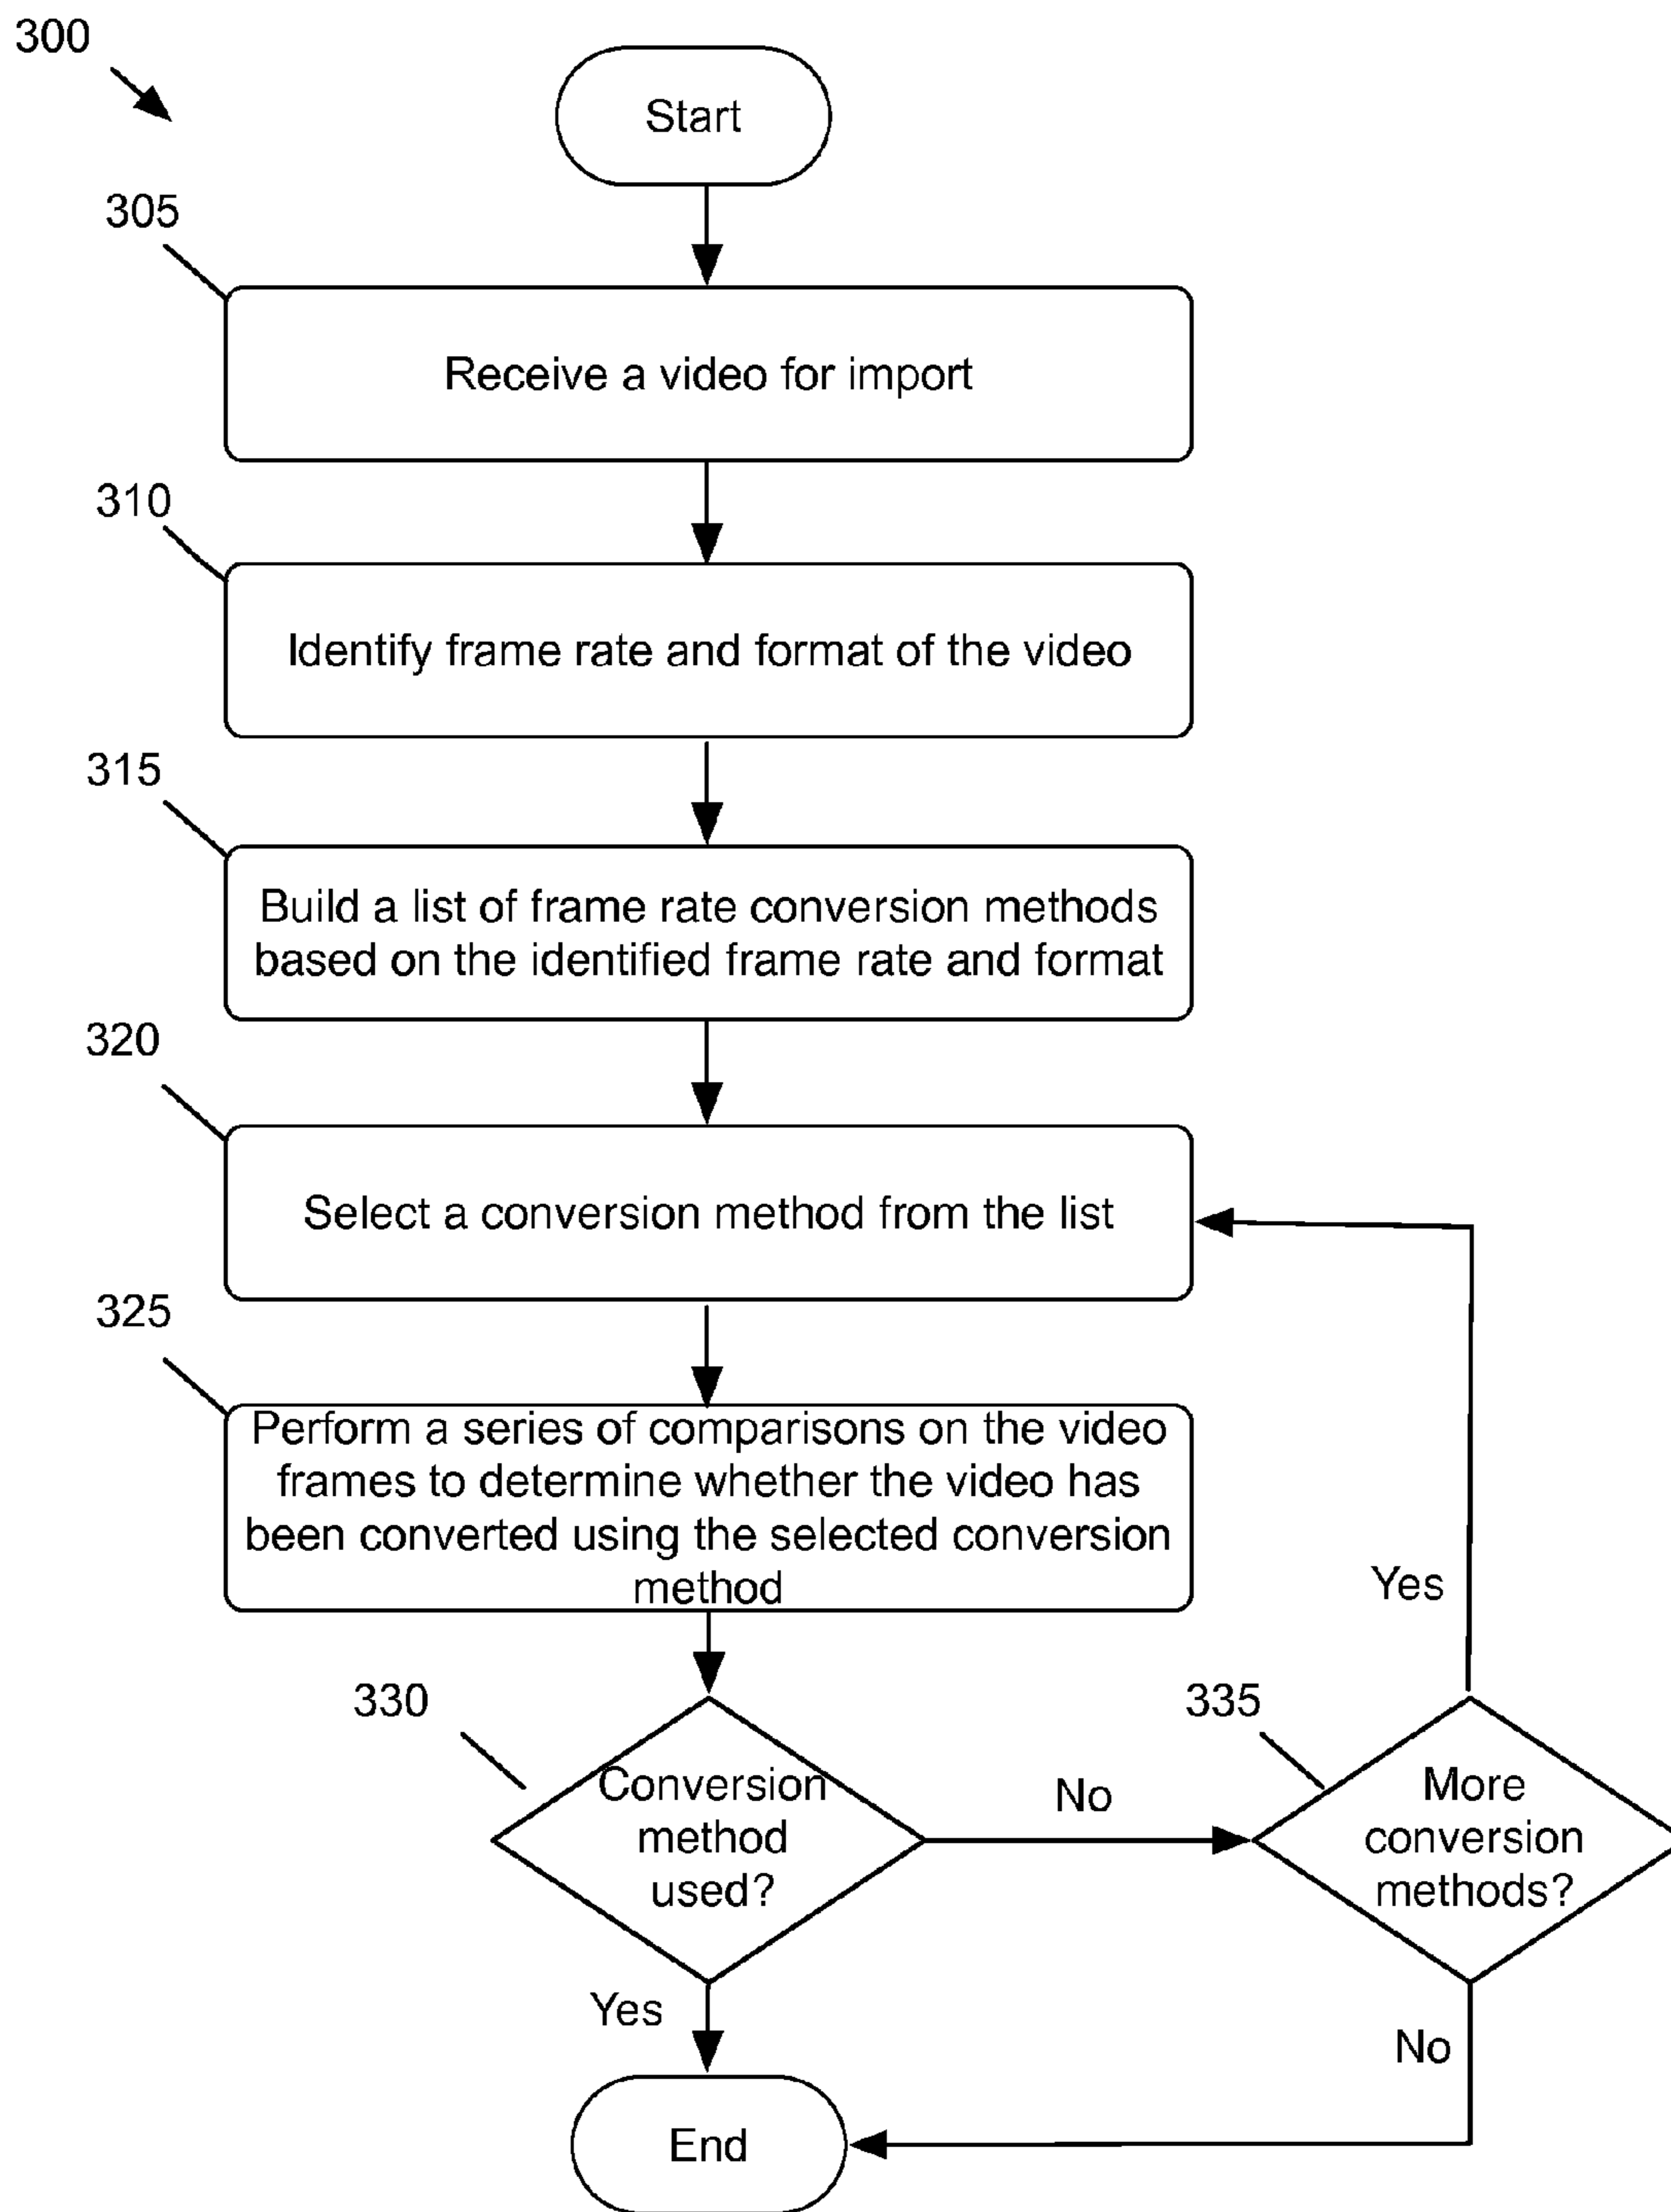 300
Start
305
Receive a video for import
310
Identify frame rate and format of the video
315
Build a list of frame rate conversion methods
based on the identified frame rate and format
320
Select a conversion method from the list
325
Perform a series of comparisons on the video
frames to determine whether the video has
been converted using the selected conversion
method
330
Conversion
method
used?
No
335
More
conversion
methods?
Yes
Yes
No
End